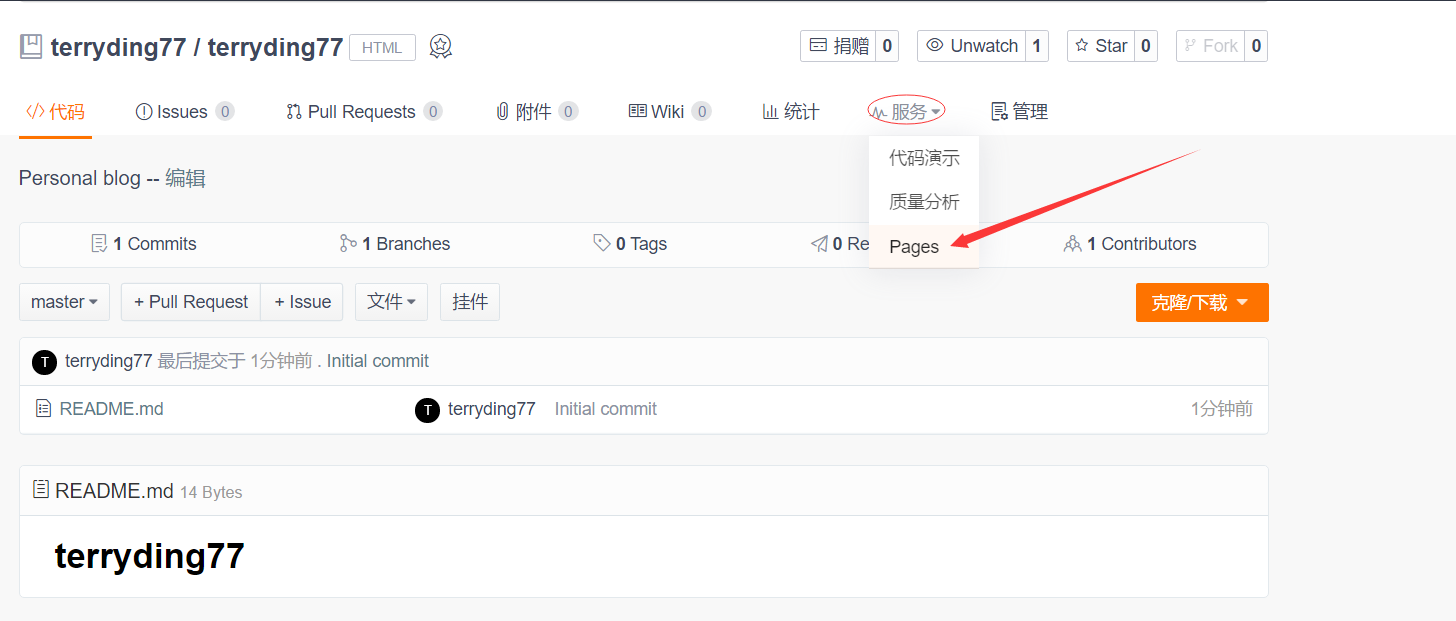 terryding77 / terryding77 HTML 捐赠 0 Unwatch 1 Star 0 Fork 0
代码 Issues 0 Pull Requests 0 附件 0 Wiki 0 统计 服务 管理
代码演示
Personal blog -- 编辑
质量分析
1 Commits 1 Branches 0 Tags 0 Re 1 Contributors
Pages
master + Pull Request + Issue 文件 挂件 克隆/下载
T terryding77 最后提交于 1分钟前 . Initial commit
README.md T terryding77 Initial commit 1分钟前
README.md 14 Bytes
terryding77